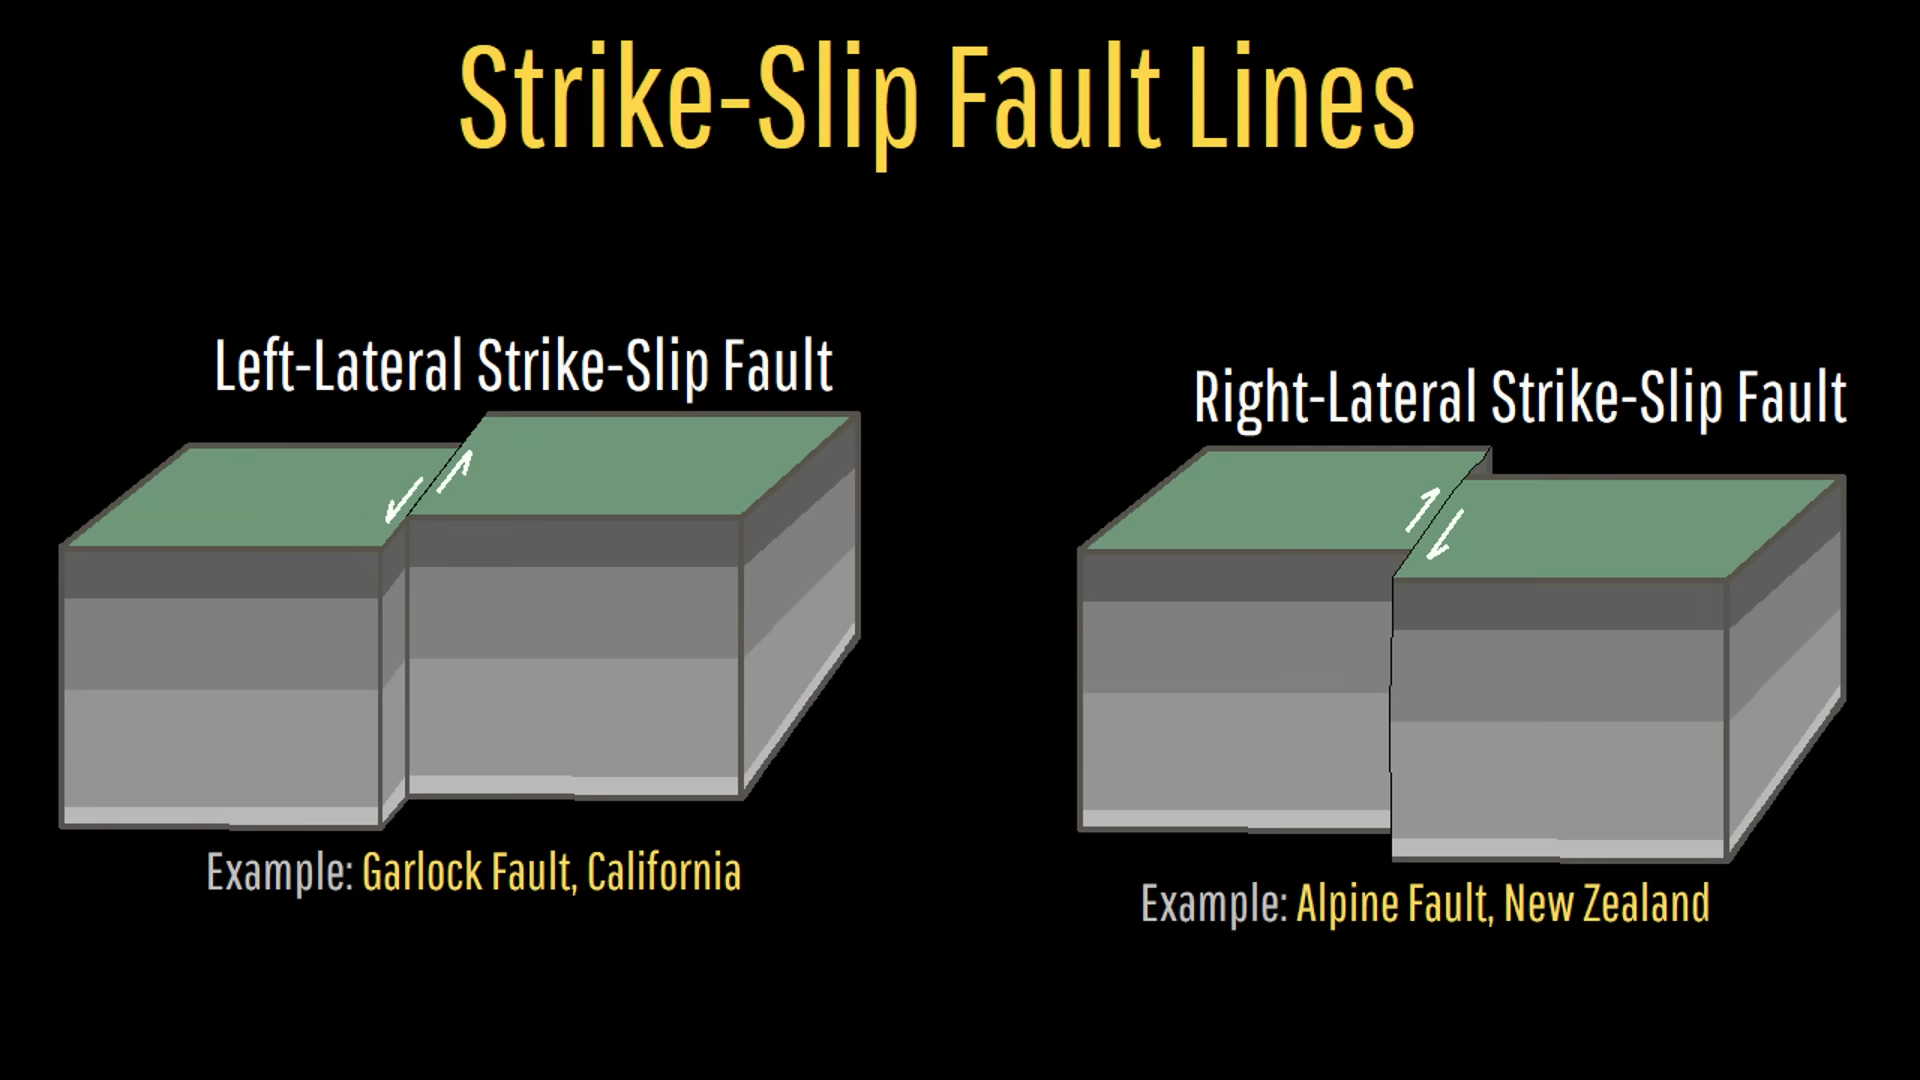 Strike-Slip Fault Lines
Left-Lateral Strike-Slip Fault
Example: Garlock Fault, California
Right-Lateral Strike-Slip Fault
Example: Alpine Fault, New Zealand